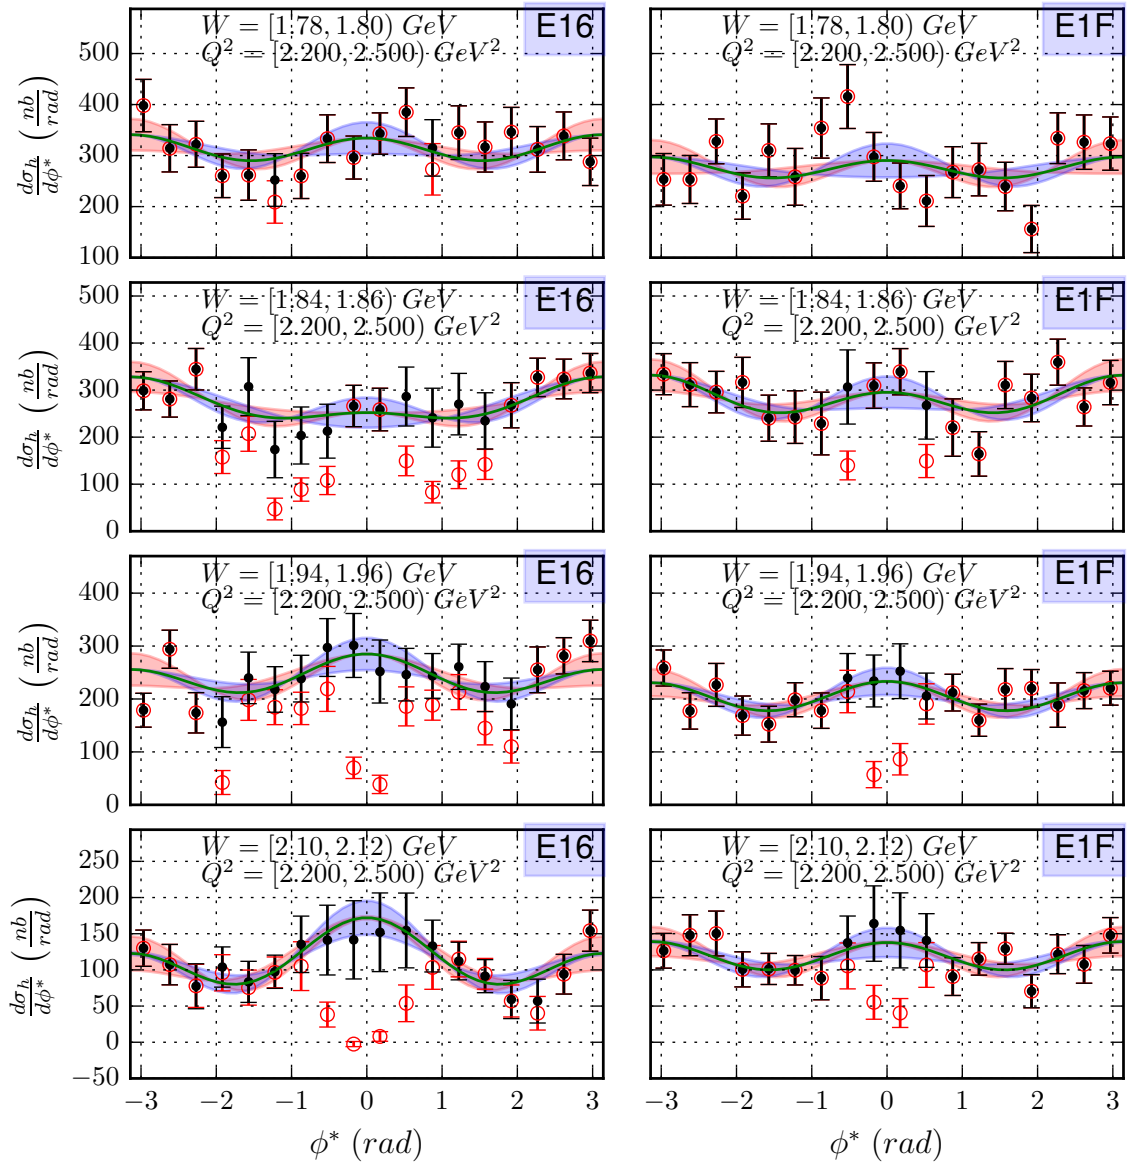 W = [1.78, 1.80) GeV
Q² = [2.200, 2.500) GeV²
E16
W = [1.78, 1.80) GeV
Q² = [2.200, 2.500) GeV²
E1F
500
400
300
200
100
dσ_h/dϕ* (nb/rad)
W = [1.84, 1.86) GeV
Q² = [2.200, 2.500) GeV²
E16
W = [1.84, 1.86) GeV
Q² = [2.200, 2.500) GeV²
E1F
500
400
300
200
100
0
dσ_h/dϕ* (nb/rad)
W = [1.94, 1.96) GeV
Q² = [2.200, 2.500) GeV²
E16
W = [1.94, 1.96) GeV
Q² = [2.200, 2.500) GeV²
E1F
400
300
200
100
0
dσ_h/dϕ* (nb/rad)
W = [2.10, 2.12) GeV
Q² = [2.200, 2.500) GeV²
E16
W = [2.10, 2.12) GeV
Q² = [2.200, 2.500) GeV²
E1F
250
200
150
100
50
0
−50
dσ_h/dϕ* (nb/rad)
−3 −2 −1 0 1 2 3
−3 −2 −1 0 1 2 3
ϕ* (rad)
ϕ* (rad)